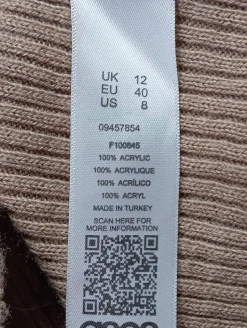 UK 12
EU 40
US 8
09457854
F100845
100% ACRYLIC
100% ACRYLIQUE
100% ACRÍLICO
100% ACRYL
MADE IN TURKEY
SCAN HERE FOR
MORE INFORMATION